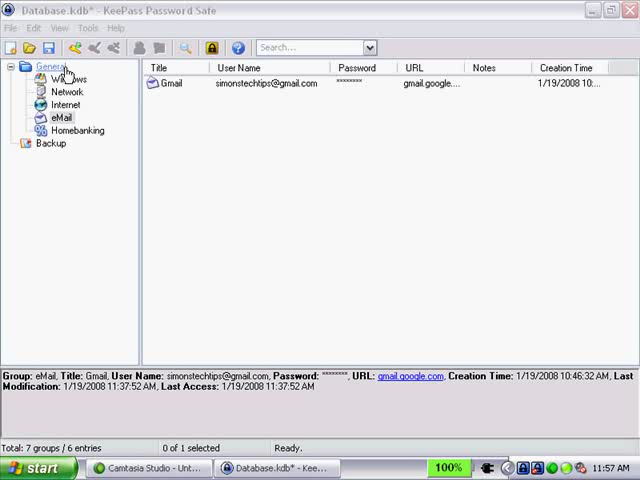 Database.kdb* - KeePass Password Safe
File Edit View Tools Help
Search...
General
Windows
Network
Internet
eMail
Homebanking
Backup
Title User Name Password URL Notes Creation Time
Gmail simonstechtips@gmail.com ******** gmail.google.... 1/19/2008 10:...
Group: eMail, Title: Gmail, User Name: simonstechtips@gmail.com, Password: ********, URL: gmail.google.com, Creation Time: 1/19/2008 10:46:32 AM, Last
Modification: 1/19/2008 11:37:52 AM, Last Access: 1/19/2008 11:37:52 AM
Total: 7 groups / 6 entries 0 of 1 selected Ready.
start Camtasia Studio - Unt... Database.kdb* - Kee... 100% 11:57 AM